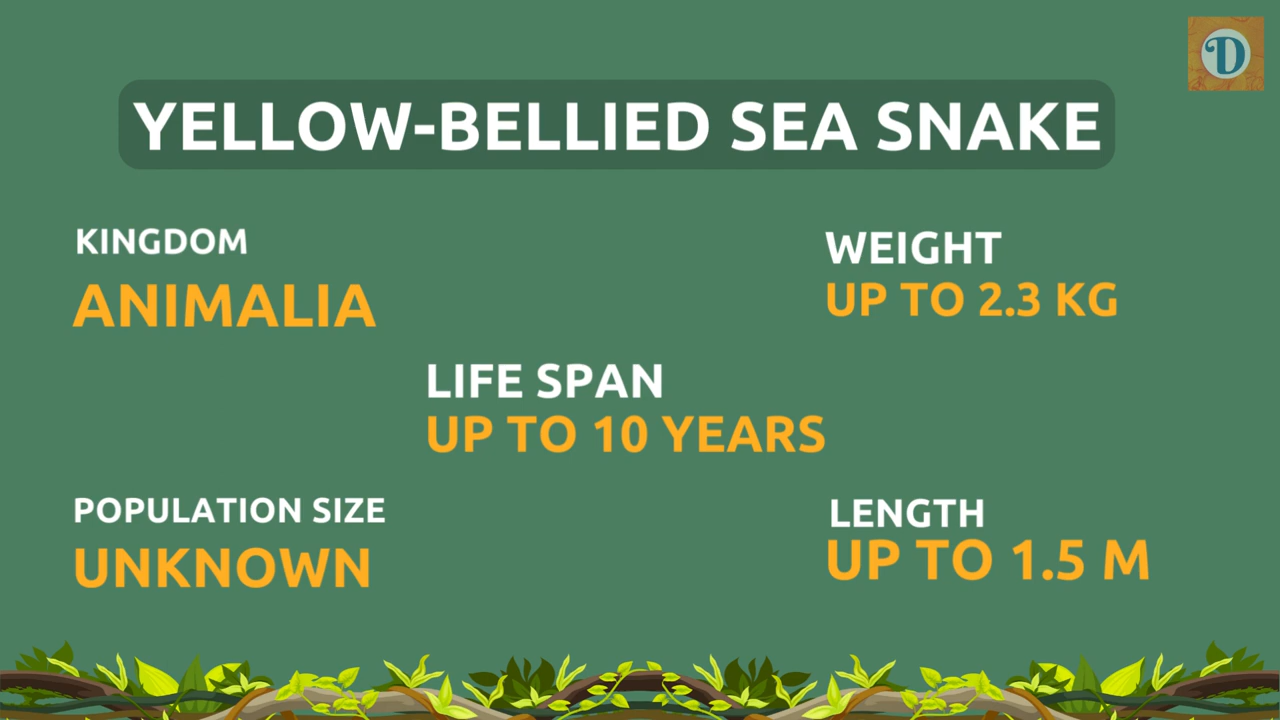 D
YELLOW-BELLIED SEA SNAKE
KINGDOM
ANIMALIA
WEIGHT
UP TO 2.3 KG
LIFE SPAN
UP TO 10 YEARS
POPULATION SIZE
UNKNOWN
LENGTH
UP TO 1.5 M